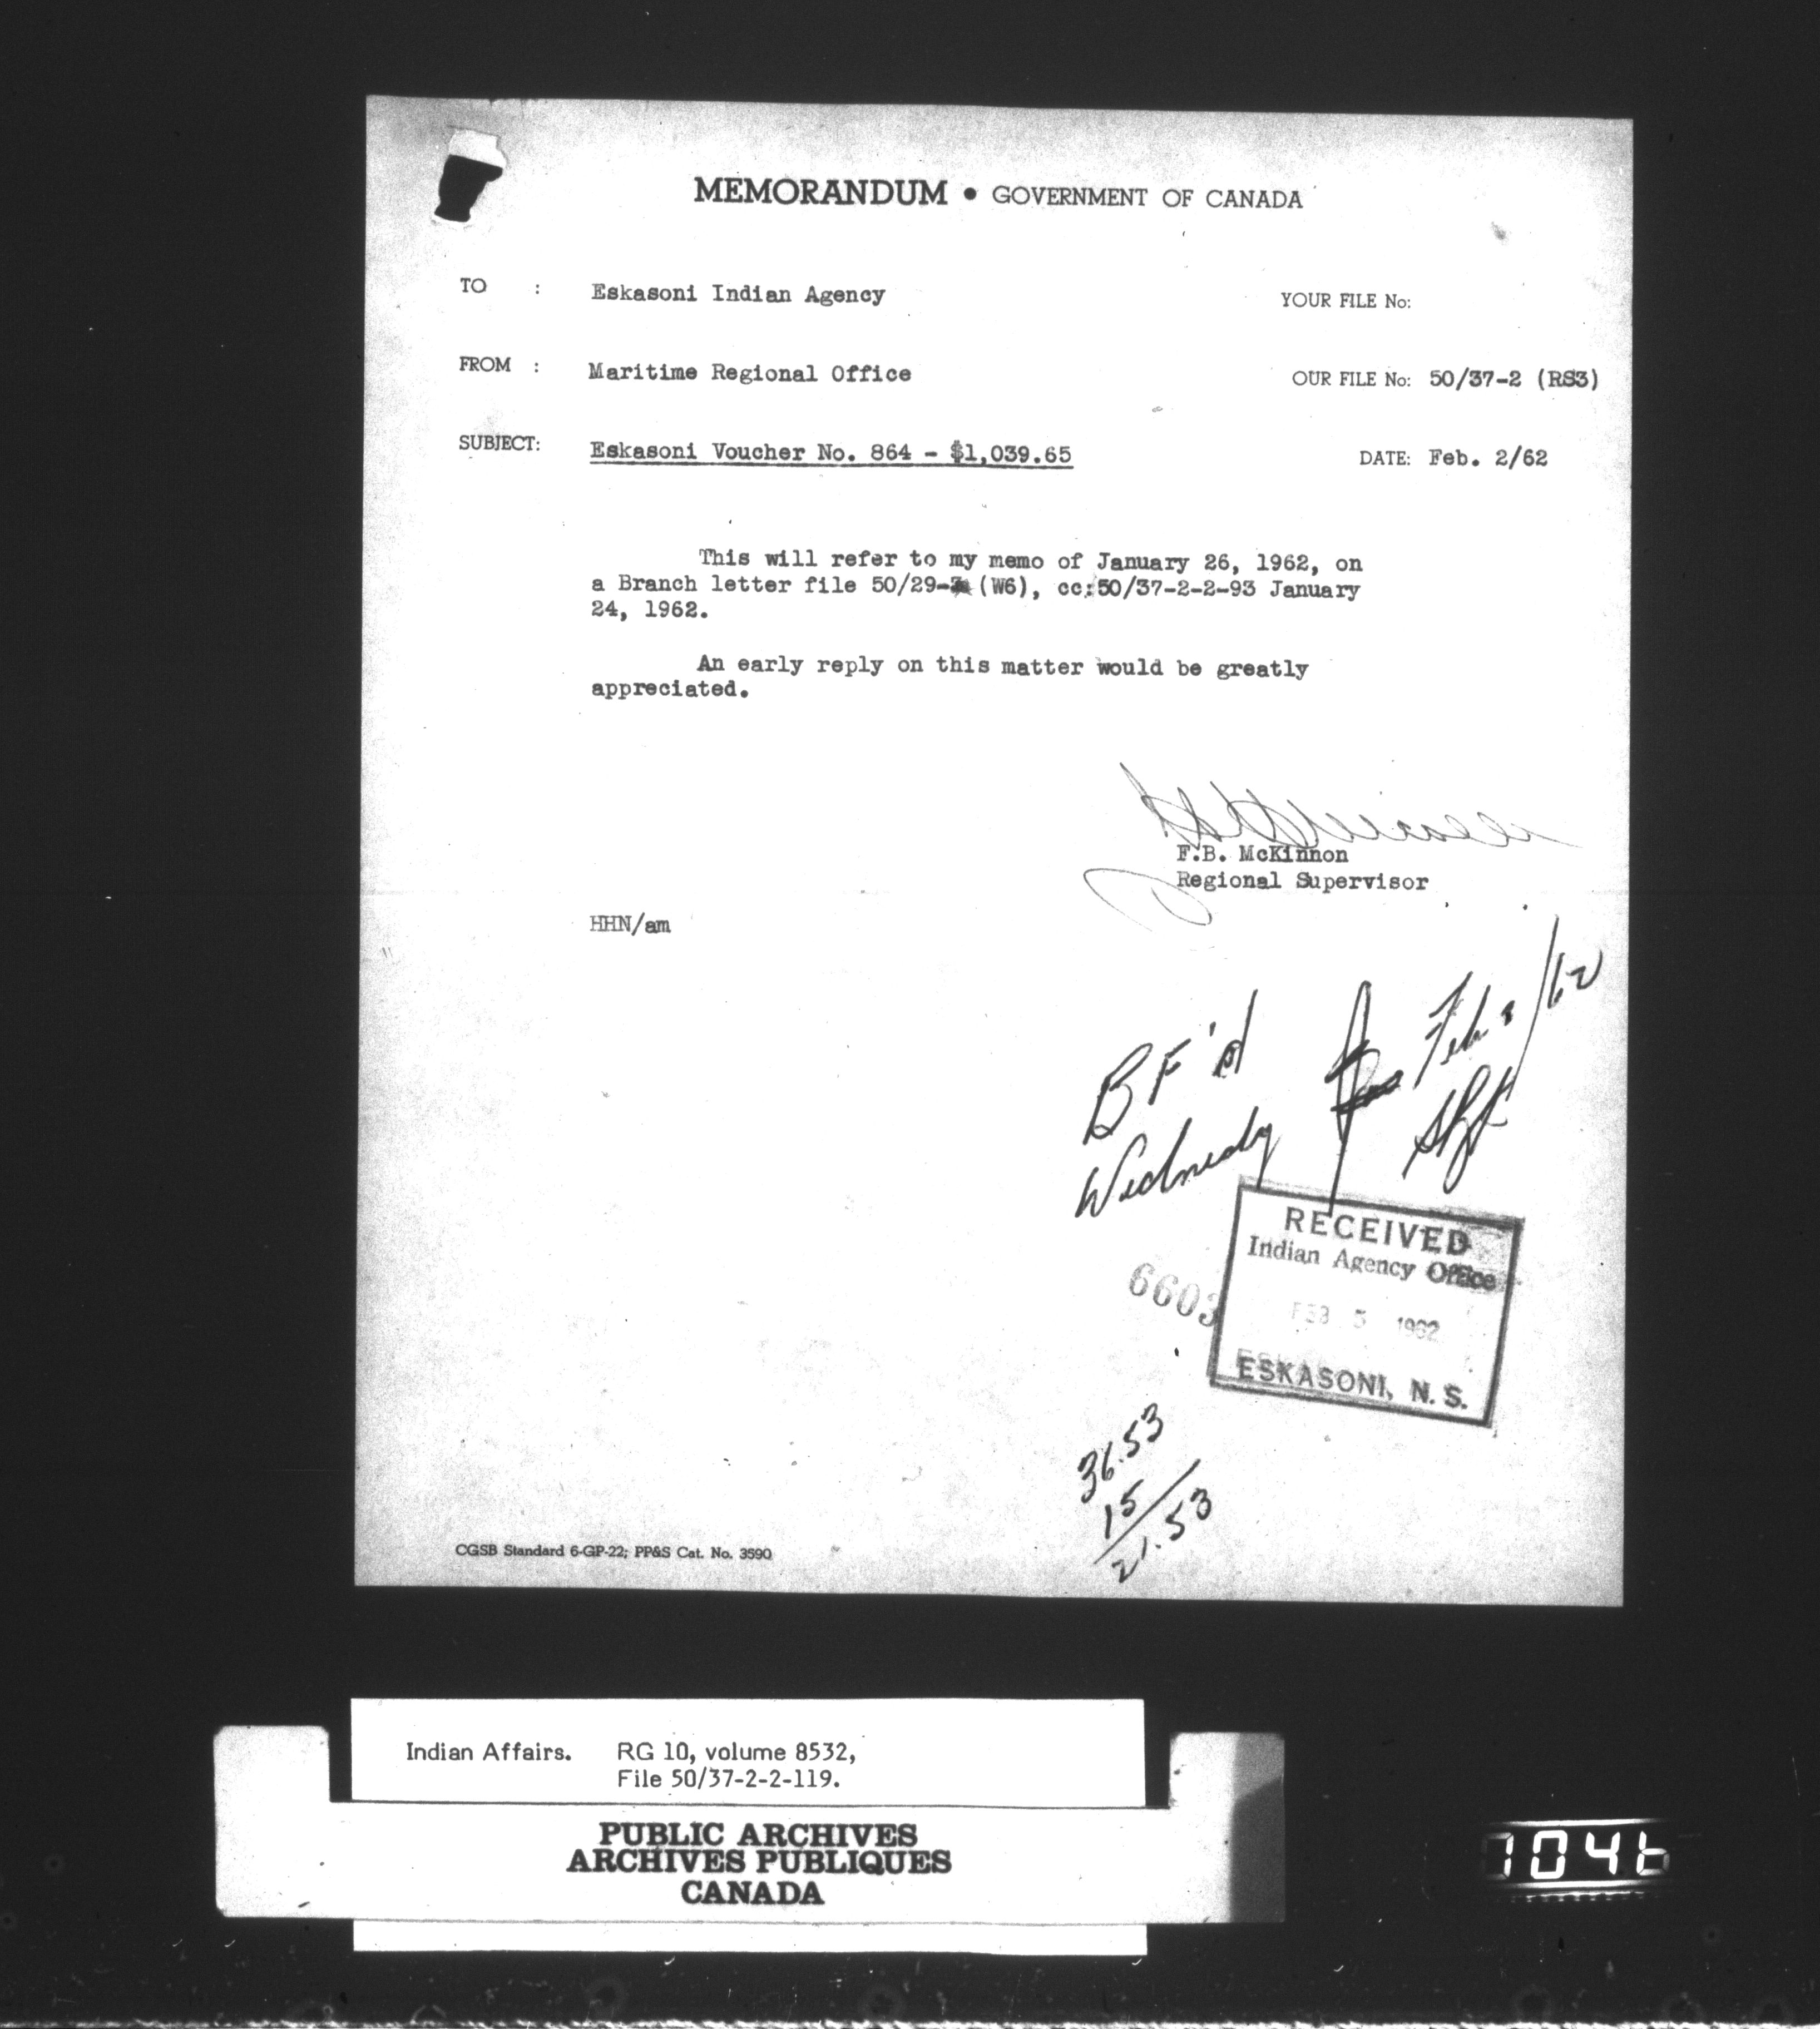 MEMORANDUM • GOVERNMENT OF CANADA
TO : Eskasoni Indian Agency YOUR FILE No:
FROM : Maritime Regional Office OUR FILE No: 50/37-2 (RS3)
SUBJECT: Eskasoni Voucher No. 864 - $1,039.65 DATE: Feb. 2/62
This will refer to my memo of January 26, 1962, on
a Branch letter file 50/29- (W6), cc:50/37-2-2-93 January
24, 1962.
An early reply on this matter would be greatly
appreciated.
F.B. McKinnon
Regional Supervisor
HHN/am
BF'd Feb /62
Wednesdy
RECEIVED
Indian Agency Office
6603
FEB 5 1962
ESKASONI, N.S.
36.53
15
21.53
CGSB Standard 6-GP-22; PP&S Cat. No. 3590
Indian Affairs. RG 10, volume 8532,
File 50/37-2-2-119.
PUBLIC ARCHIVES
ARCHIVES PUBLIQUES
CANADA
1046